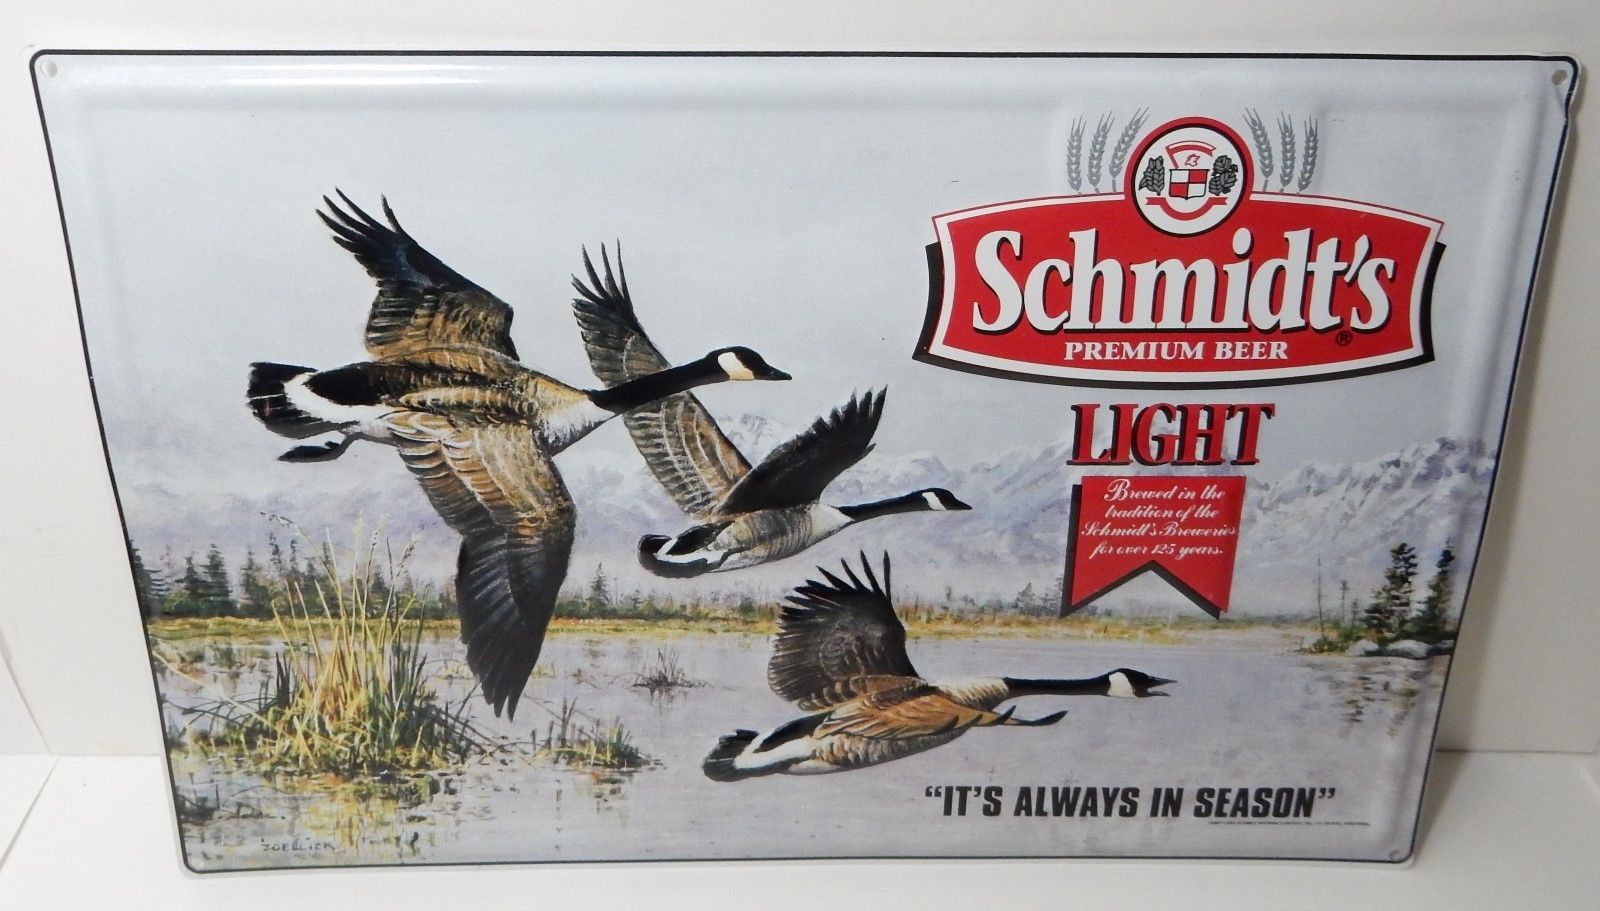 Schmidt's
®
PREMIUM BEER
LIGHT
Brewed in the
tradition of the
Schmidt's Breweries
for over 125 years.
"IT'S ALWAYS IN SEASON"
ZOELLICK